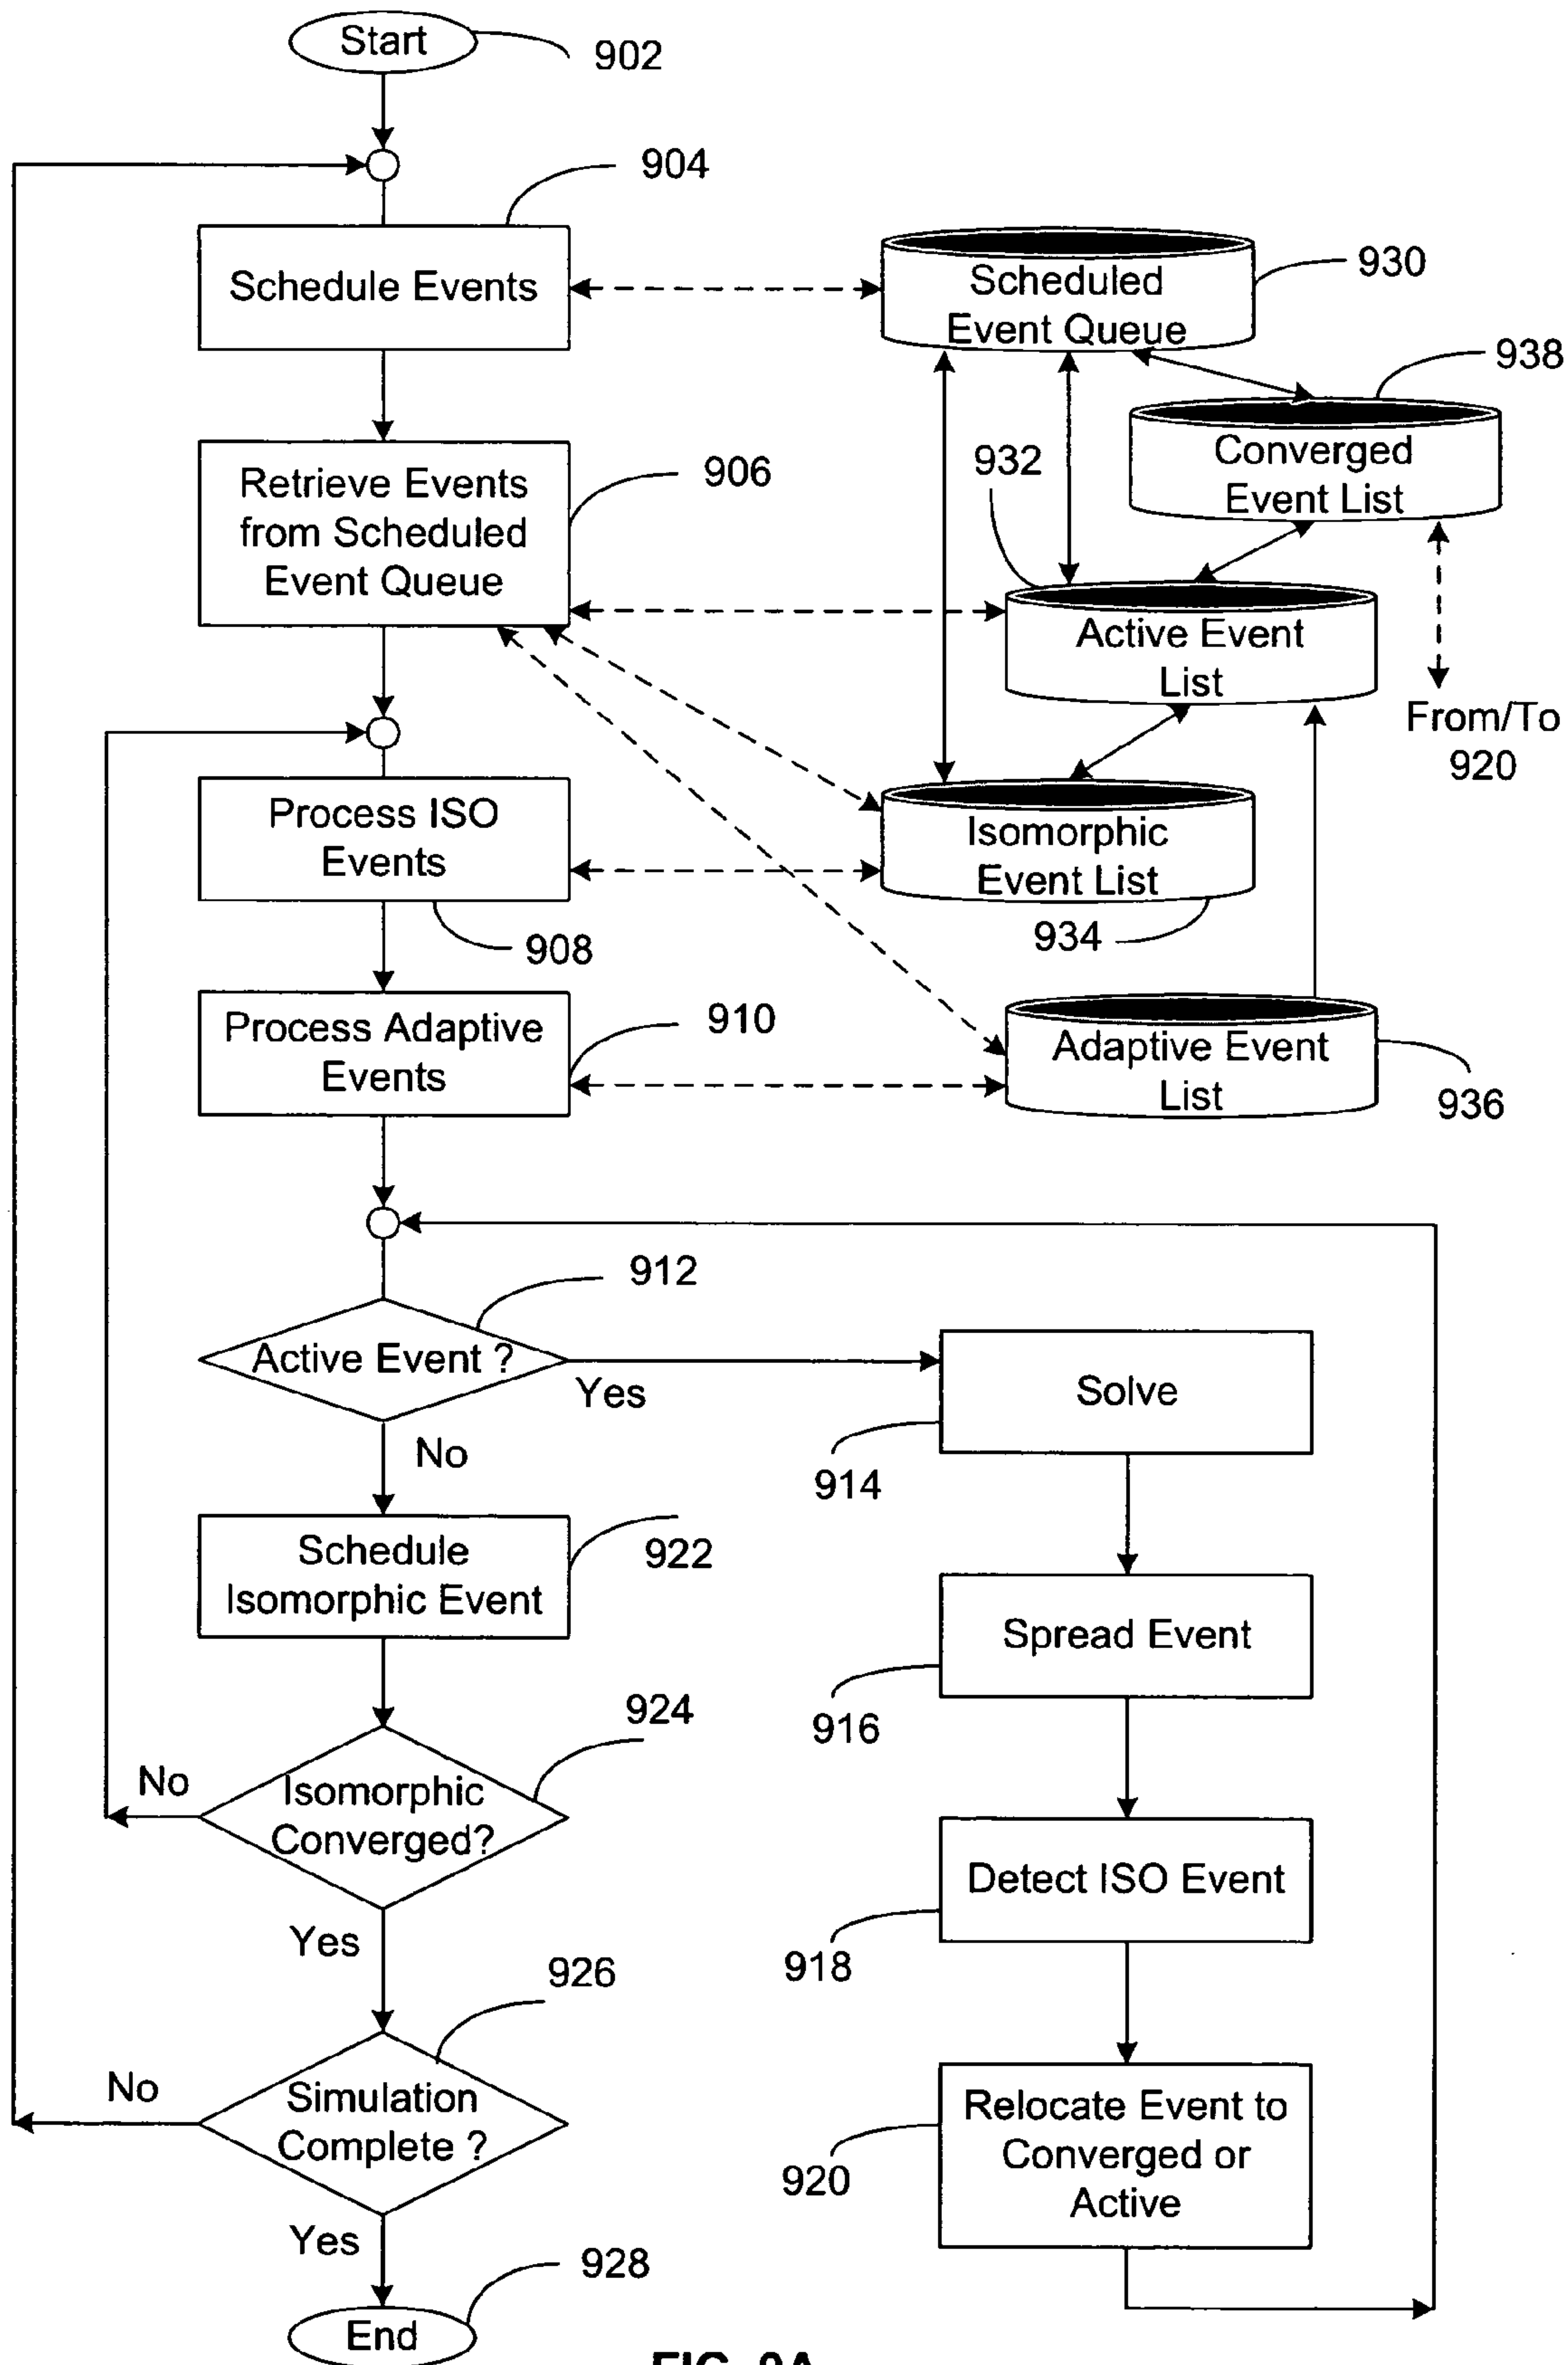 Start
902
904
Schedule Events
Scheduled
Event Queue
930
938
Converged
Event List
Retrieve Events
from Scheduled
Event Queue
906
932
Active Event
List
From/To
920
Process ISO
Events
908
Isomorphic
Event List
934
Process Adaptive
Events
910
Adaptive Event
List
936
912
Active Event ?
Yes
No
Solve
914
Schedule
Isomorphic Event
922
Spread Event
916
924
Isomorphic
Converged?
No
Yes
Detect ISO Event
918
926
Simulation
Complete ?
No
Yes
Relocate Event to
Converged or
Active
920
928
End
FIG. 9A